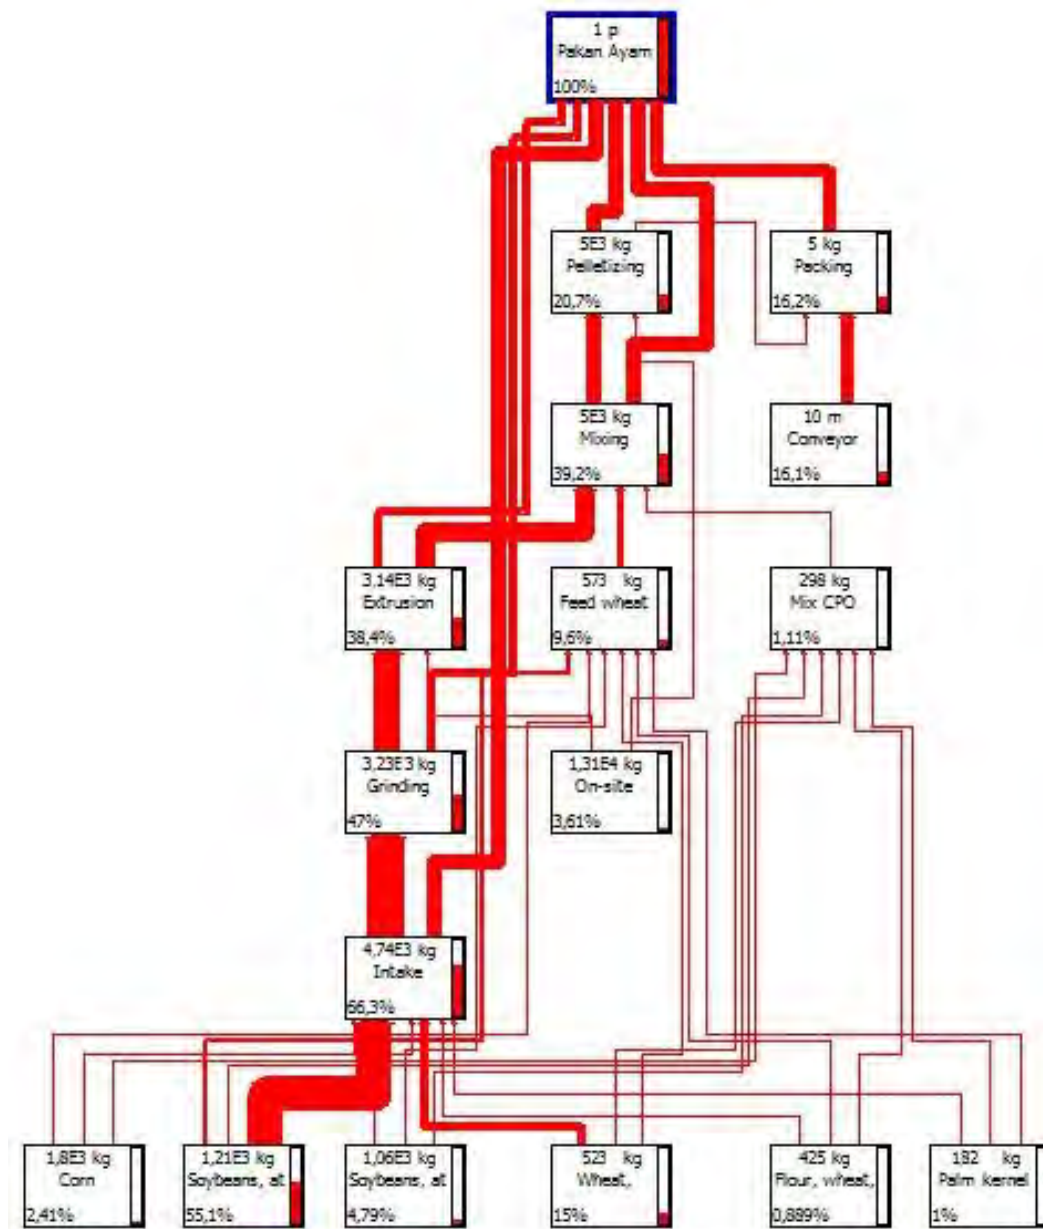 1 p
Pakan Ayam
100%
5E3 kg
Pelletizing
20,7%
5 kg
Packing
16,2%
5E3 kg
Mixing
39,2%
10 m
Conveyor
16,1%
3,14E3 kg
Extrusion
38,4%
573 kg
Feed wheat
9,6%
298 kg
Mix CPO
1,11%
3,23E3 kg
Grinding
47%
1,31E4 kg
On-site
3,61%
4,74E3 kg
Intake
66,3%
1,8E3 kg
Corn
2,41%
1,21E3 kg
Soybeans, at
55,1%
1,06E3 kg
Soybeans, at
4,79%
523 kg
Wheat,
15%
425 kg
Flour, wheat,
0,889%
182 kg
Palm kernel
1%